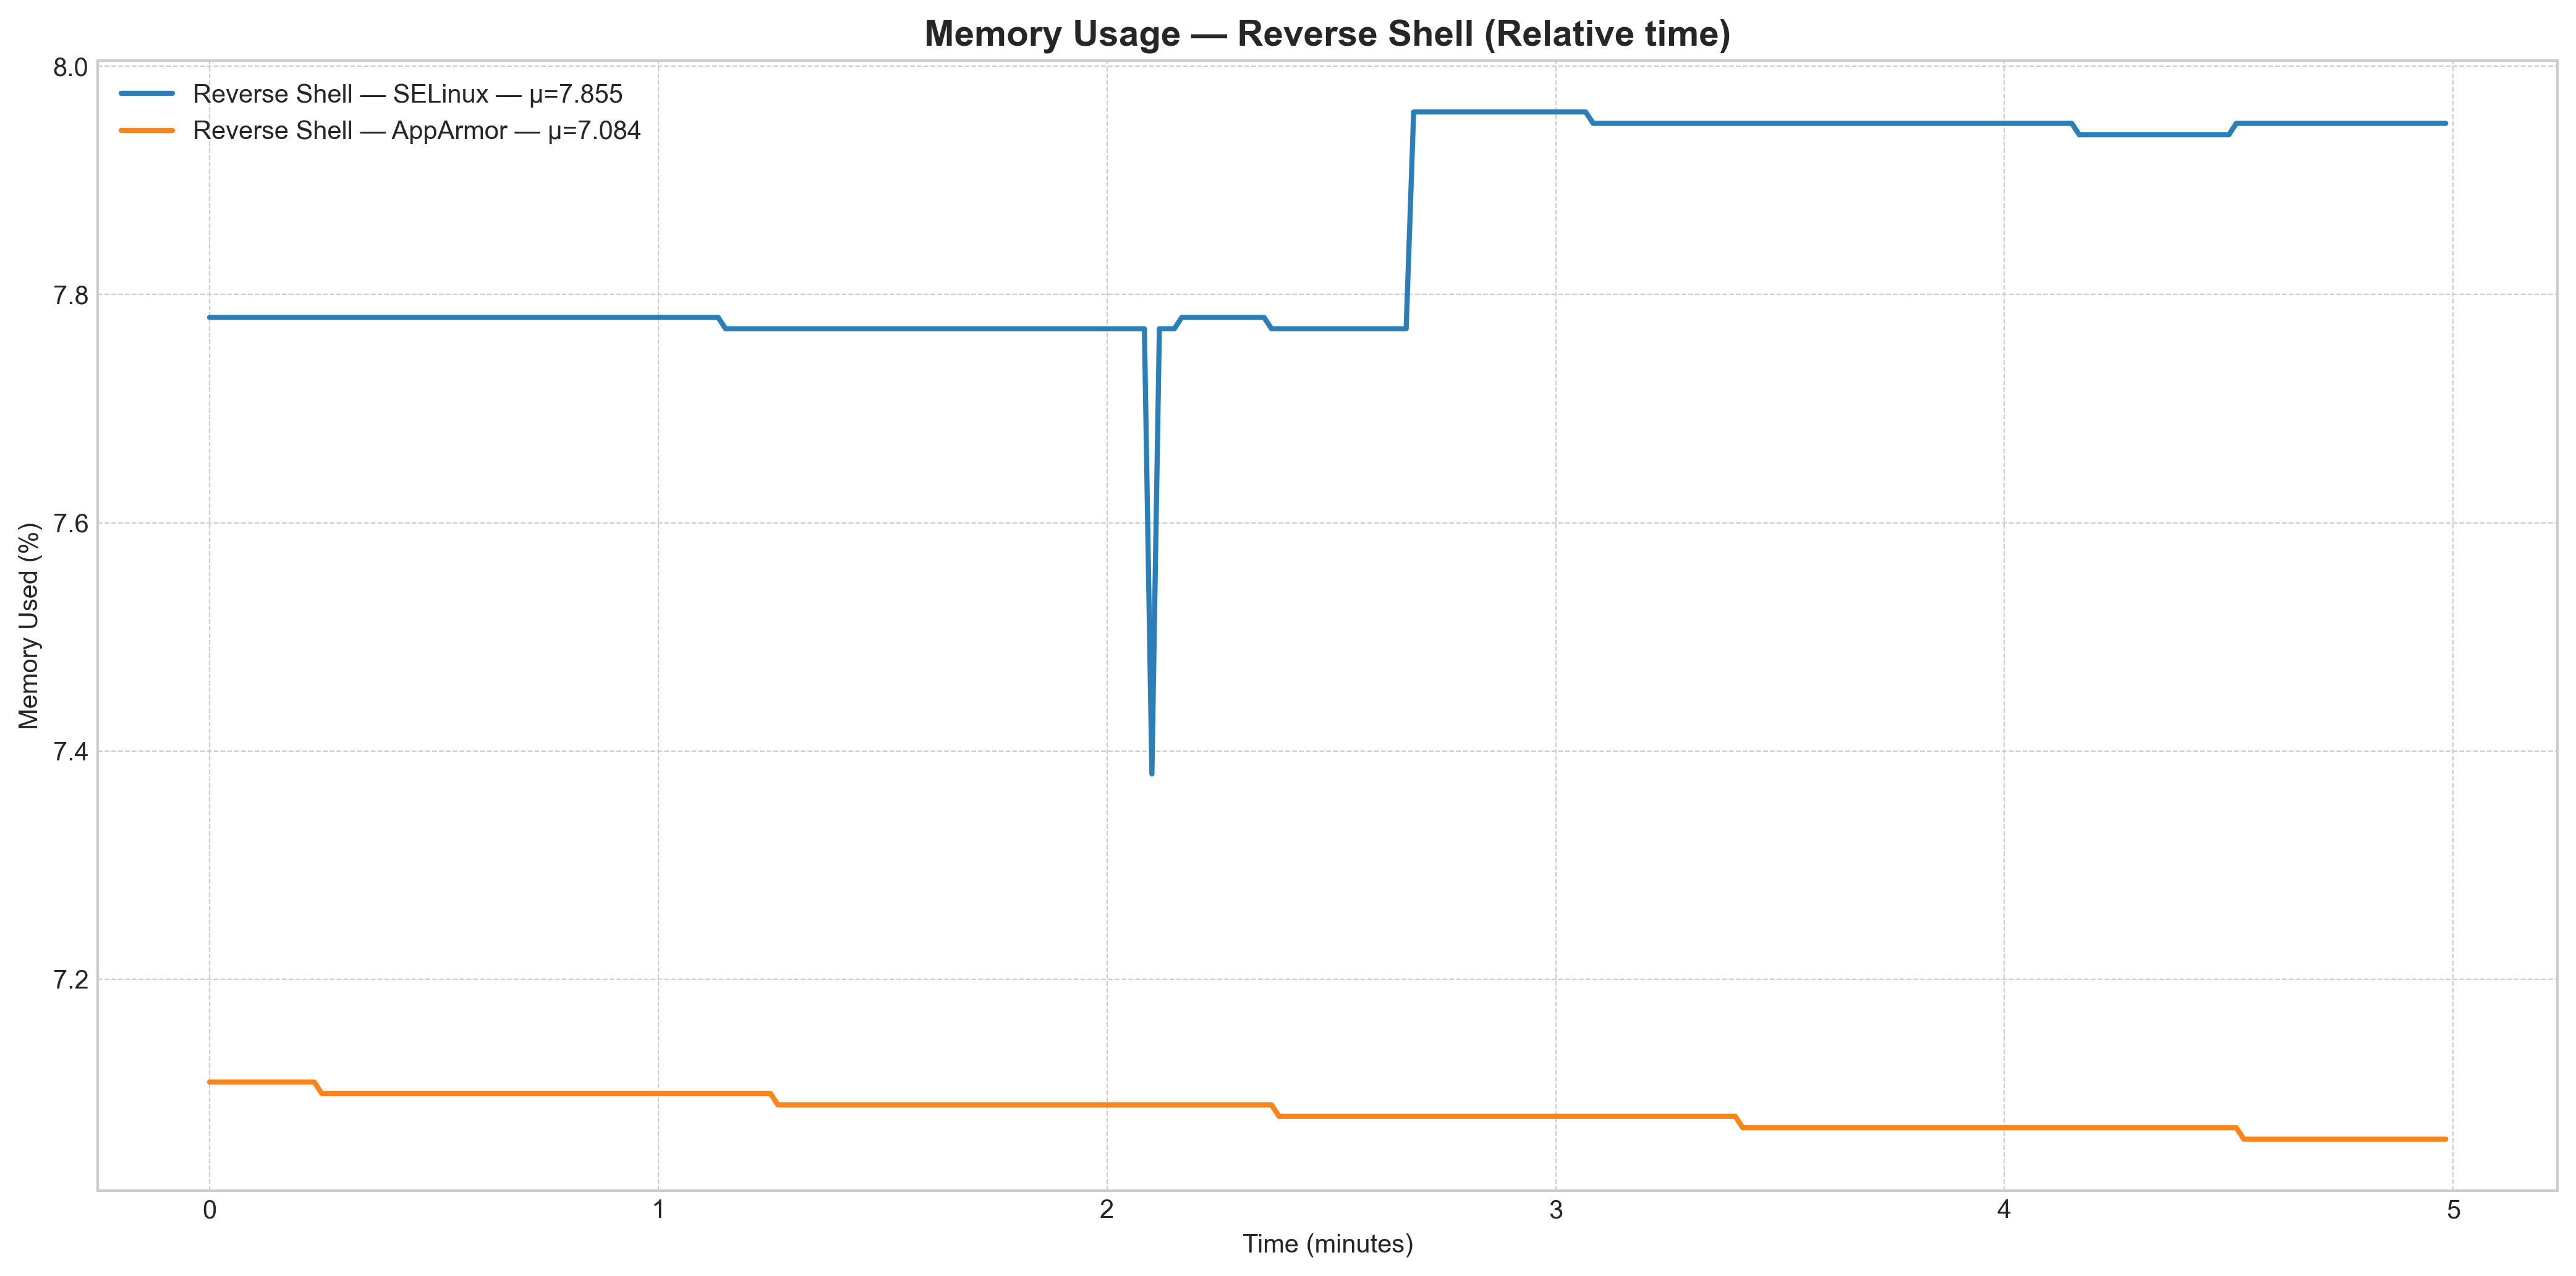 Memory Usage — Reverse Shell (Relative time)
8.0
Reverse Shell — SELinux — μ=7.855
Reverse Shell — AppArmor — μ=7.084
7.8
7.6
Memory Used (%)
7.4
7.2
0 1 2 3 4 5
Time (minutes)